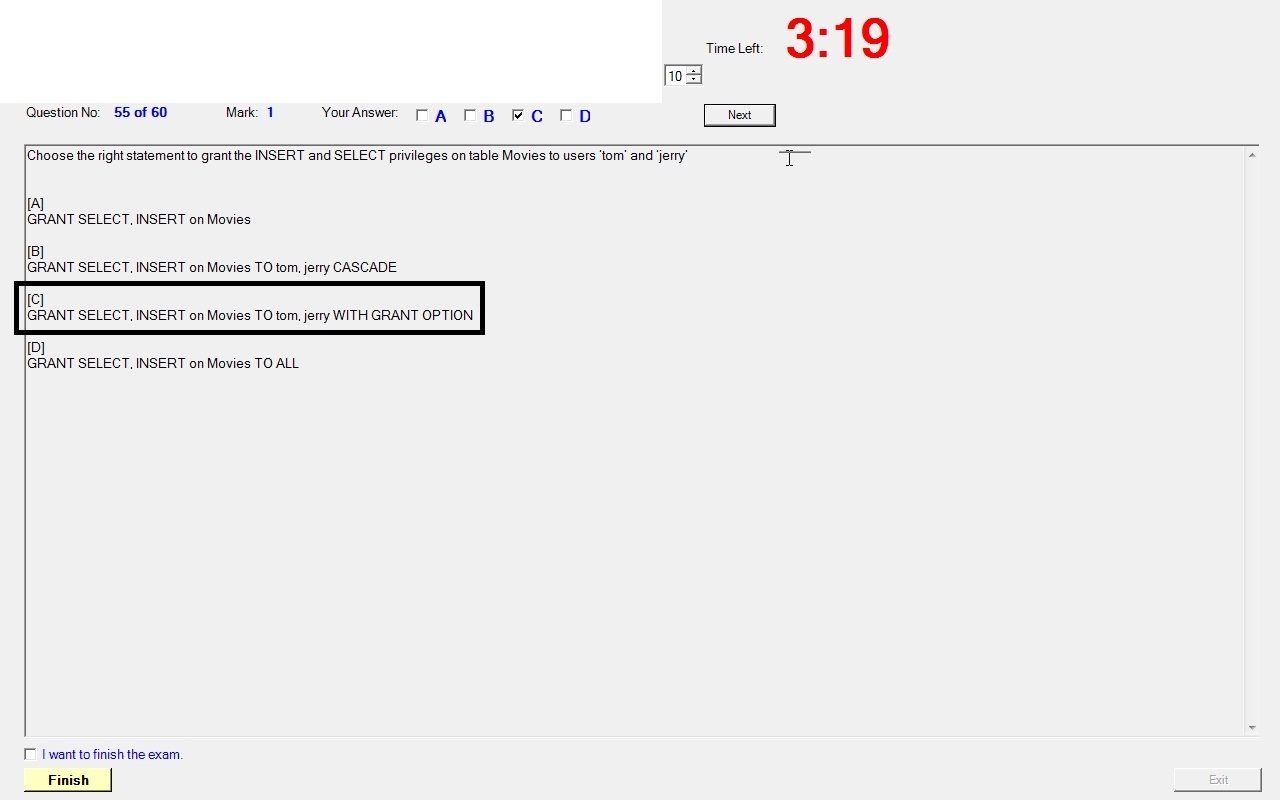 Time Left: 3:19
10
Question No: 55 of 60 Mark: 1 Your Answer: A B C D Next
Choose the right statement to grant the INSERT and SELECT privileges on table Movies to users 'tom' and 'jerry'
[A]
GRANT SELECT, INSERT on Movies
[B]
GRANT SELECT, INSERT on Movies TO tom, jerry CASCADE
[C]
GRANT SELECT, INSERT on Movies TO tom, jerry WITH GRANT OPTION
[D]
GRANT SELECT, INSERT on Movies TO ALL
I want to finish the exam.
Finish
Exit